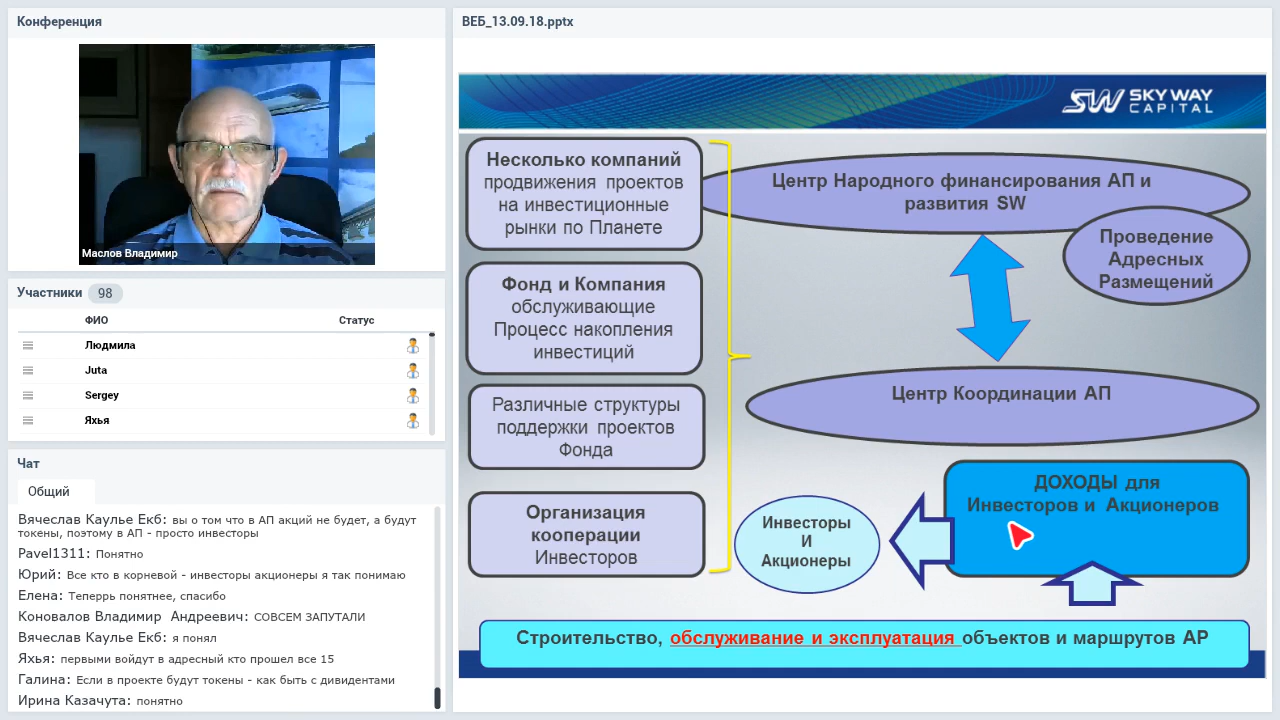 Конференция
Маслов Владимир
Участники 98
ФИО Статус
Людмила
Juta
Sergey
Яхья
Чат
Общий
Вячеслав Каулье Екб: вы о том что в АП акций не будет, а будут
токены, поэтому в АП - просто инвесторы
Pavel1311: Понятно
Юрий: Все кто в корневой - инвесторы акционеры я так понимаю
Елена: Теперрь понятнее, спасибо
Коновалов Владимир Андреевич: СОВСЕМ ЗАПУТАЛИ
Вячеслав Каулье Екб: я понял
Яхья: первыми войдут в адресный кто прошел все 15
Галина: Если в проекте будут токены - как быть с дивидентами
Ирина Казачута: понятно
ВЕБ_13.09.18.pptx
SW SKY WAY
CAPITAL
Несколько компаний
продвижения проектов
на инвестиционные
рынки по Планете
Фонд и Компания
обслуживающие
Процесс накопления
инвестиций
Различные структуры
поддержки проектов
Фонда
Организация
кооперации
Инвесторов
Центр Народного финансирования АП и
развития SW
Проведение
Адресных
Размещений
Центр Координации АП
ДОХОДЫ для
Инвесторов и Акционеров
Инвесторы
И
Акционеры
Строительство, обслуживание и эксплуатация объектов и маршрутов АР